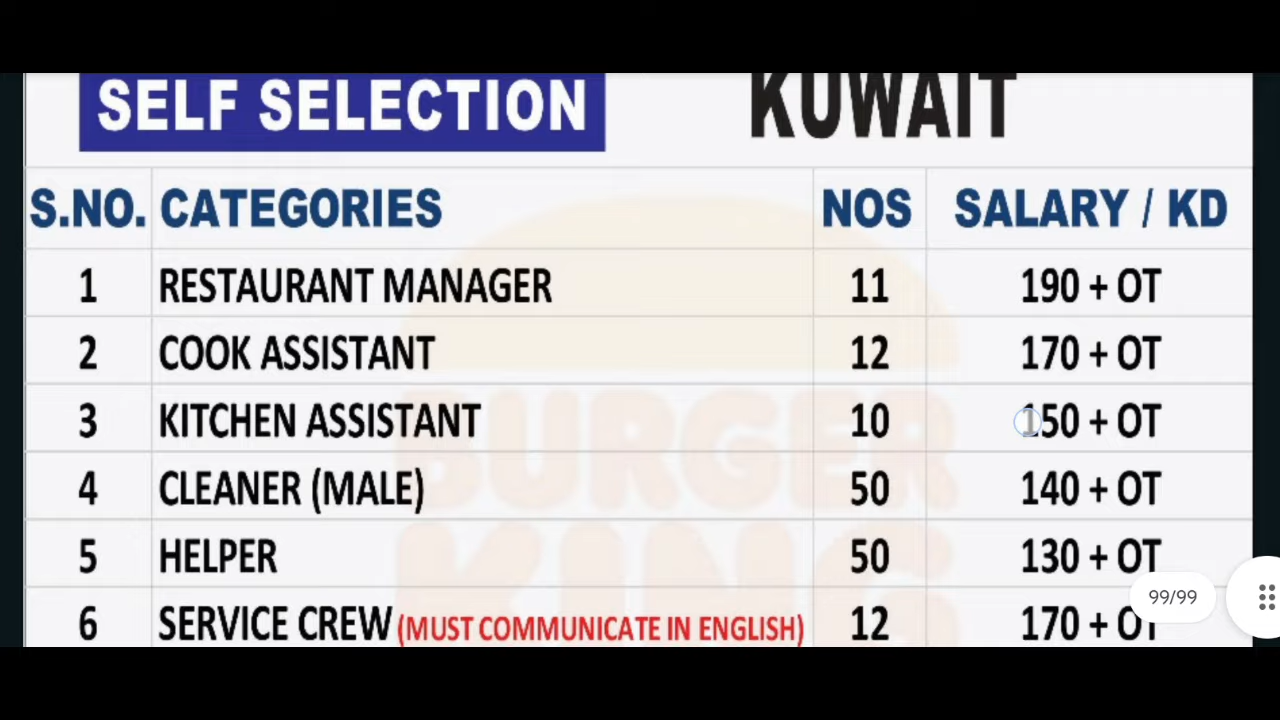 SELF SELECTION KUWAIT
S.NO. CATEGORIES NOS SALARY / KD
1 RESTAURANT MANAGER 11 190 + OT
2 COOK ASSISTANT 12 170 + OT
3 KITCHEN ASSISTANT 10 150 + OT
4 CLEANER (MALE) 50 140 + OT
5 HELPER 50 130 + OT
99/99
6 SERVICE CREW (MUST COMMUNICATE IN ENGLISH) 12 170 + OT
BURGER
KING